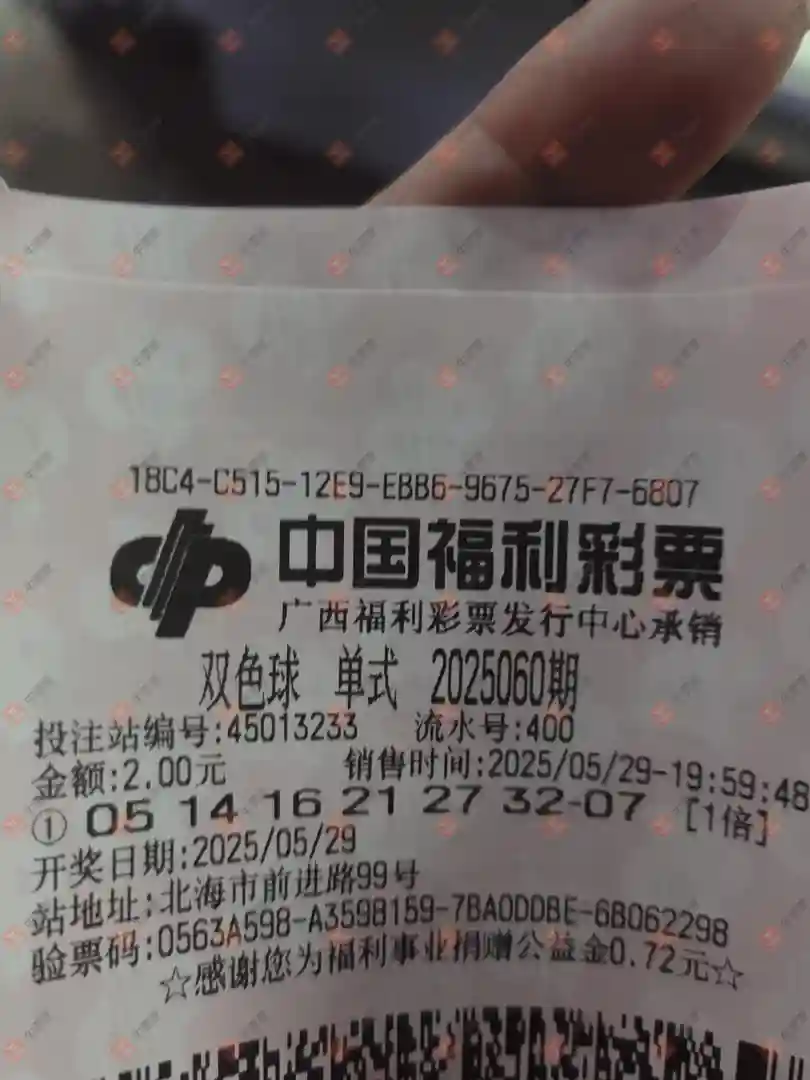 18C4-C515-12E9-EBB6-9675-27F7-6807
中国福利彩票
广西福利彩票发行中心承销
双色球 单式 2025060期
投注站编号:45013233 流水号:400
金额:2.00元 销售时间:2025/05/29-19:59:48
① 05 14 16 21 27 32-07 [1倍]
开奖日期:2025/05/29
站地址:北海市前进路99号
验票码:0563A598-A3598159-7BA0DDBE-6B062298
☆感谢您为福利事业捐赠公益金0.72元☆